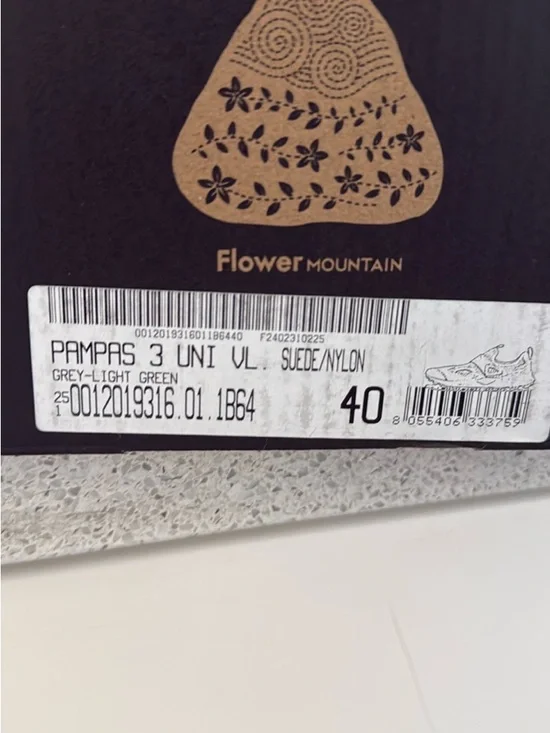 Flower MOUNTAIN
001201931601186440 F2402310225
PAMPAS 3 UNI VL. SUEDE/NYLON
GREY-LIGHT GREEN
25
1 0012019316.01.1B64 40
8 055406 333759